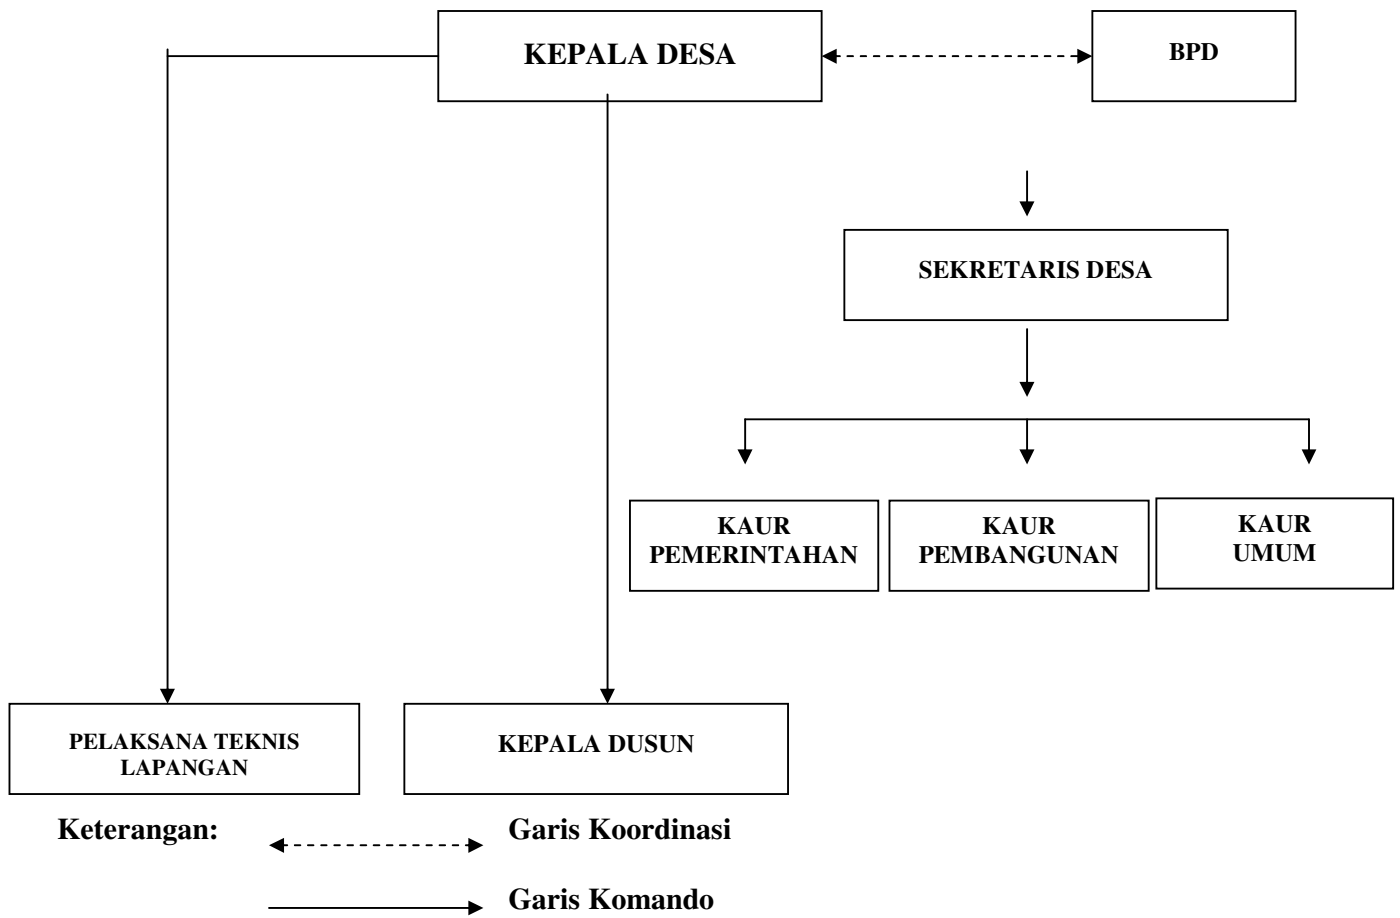 KEPALA DESA
BPD
SEKRETARIS DESA
KAUR
PEMERINTAHAN
KAUR
PEMBANGUNAN
KAUR
UMUM
PELAKSANA TEKNIS
LAPANGAN
KEPALA DUSUN
Keterangan:
Garis Koordinasi
Garis Komando